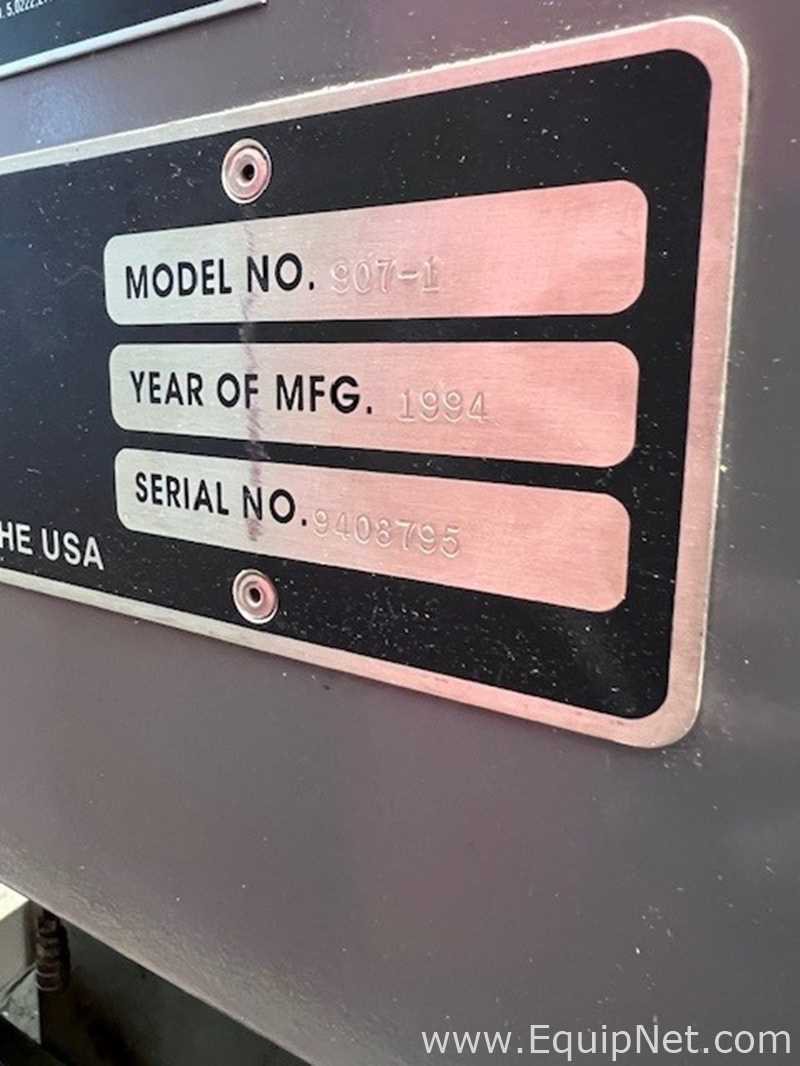 MODEL NO. 907-1
YEAR OF MFG. 1994
SERIAL NO. 9408795
HE USA
www.EquipNet.com